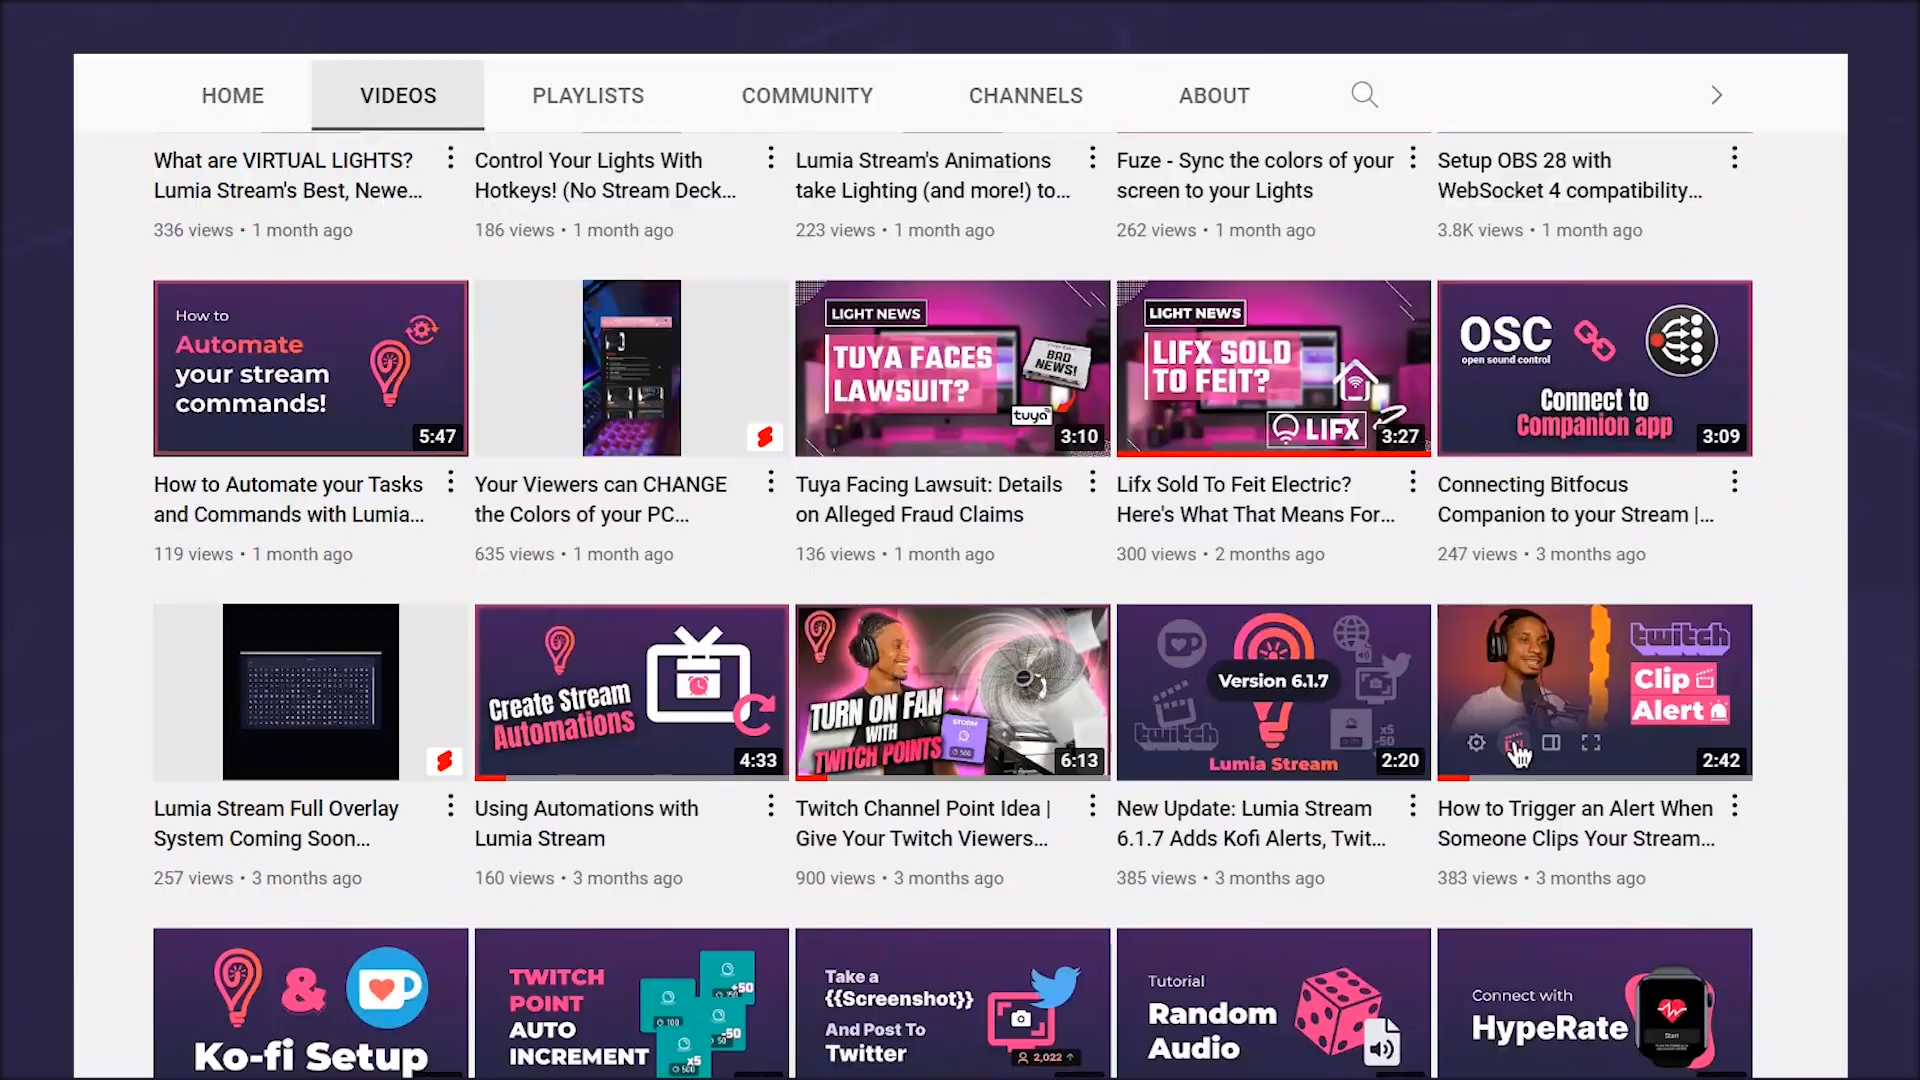 HOME
VIDEOS
PLAYLISTS
COMMUNITY
CHANNELS
ABOUT
What are VIRTUAL LIGHTS?
Lumia Stream's Best, Newe...
336 views • 1 month ago
Control Your Lights With
Hotkeys! (No Stream Deck...
186 views • 1 month ago
Lumia Stream's Animations
take Lighting (and more!) to...
223 views • 1 month ago
Fuze - Sync the colors of your
screen to your Lights
262 views • 1 month ago
Setup OBS 28 with
WebSocket 4 compatibility...
3.8K views • 1 month ago
How to
Automate
your stream
commands!
5:47
LIGHT NEWS
TUYA FACES
LAWSUIT?
BAD
NEWS!
tuya
3:10
LIGHT NEWS
LIFX SOLD
TO FEIT?
LIFX
3:27
OSC
open sound control
Connect to
Companion app
3:09
How to Automate your Tasks
and Commands with Lumia...
119 views • 1 month ago
Your Viewers can CHANGE
the Colors of your PC...
635 views • 1 month ago
Tuya Facing Lawsuit: Details
on Alleged Fraud Claims
136 views • 1 month ago
Lifx Sold To Feit Electric?
Here's What That Means For...
300 views • 2 months ago
Connecting Bitfocus
Companion to your Stream |...
247 views • 3 months ago
Create Stream
Automations
4:33
TURN ON FAN
WITH
TWITCH POINTS
STORM
500
6:13
Version 6.1.7
twitch
x5
-50
Lumia Stream
2:20
twitch
Clip
Alert
2:42
Lumia Stream Full Overlay
System Coming Soon...
257 views • 3 months ago
Using Automations with
Lumia Stream
160 views • 3 months ago
Twitch Channel Point Idea |
Give Your Twitch Viewers...
900 views • 3 months ago
New Update: Lumia Stream
6.1.7 Adds Kofi Alerts, Twit...
385 views • 3 months ago
How to Trigger an Alert When
Someone Clips Your Stream...
383 views • 3 months ago
&
Ko-fi Setup
TWITCH
POINT
AUTO
INCREMENT
+50
100
-50
50
x5
500
Take a
{{Screenshot}}
And Post To
Twitter
2,022
Tutorial
Random
Audio
Connect with
HypeRate
Start